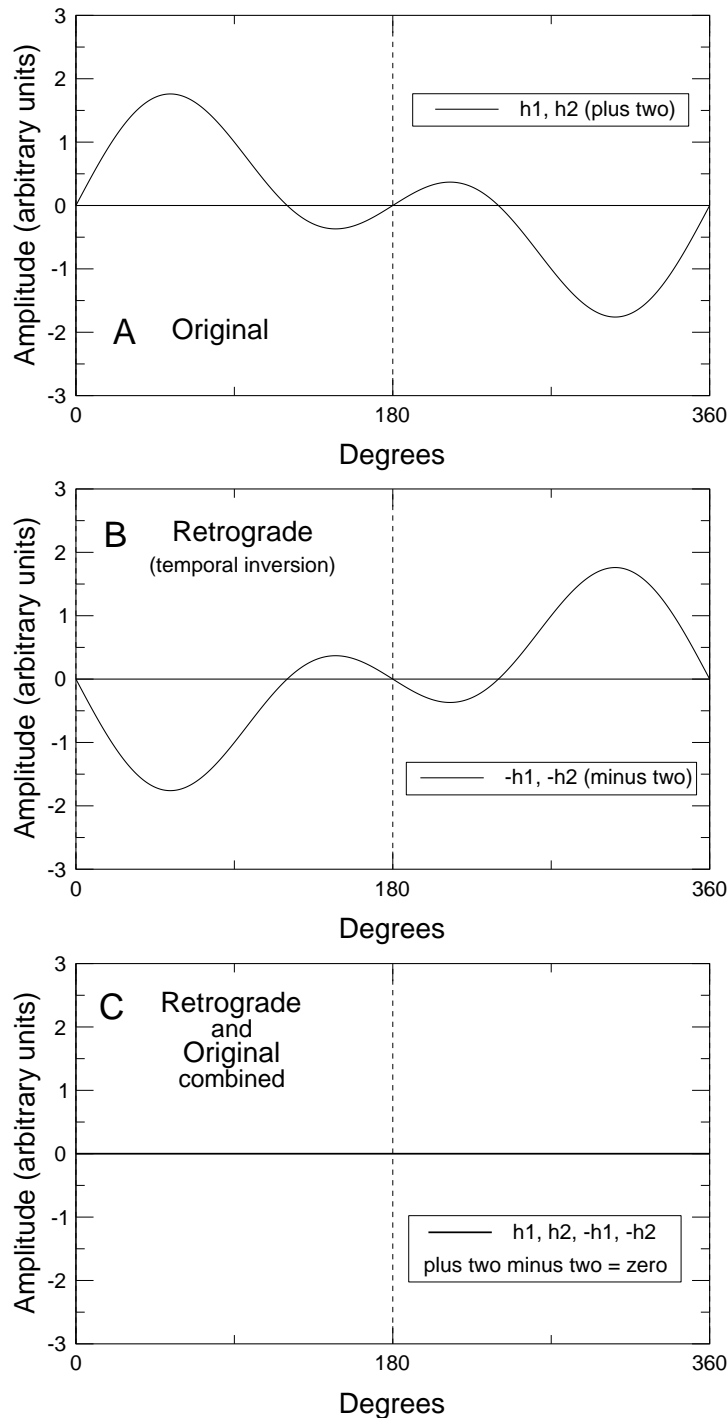 3
2
1
0
-1
-2
-3
Amplitude (arbitrary units)
h1, h2 (plus two)
A Original
0 180 360
Degrees
3
2
1
0
-1
-2
-3
Amplitude (arbitrary units)
B Retrograde
(temporal inversion)
-h1, -h2 (minus two)
0 180 360
Degrees
3
2
1
0
-1
-2
-3
Amplitude (arbitrary units)
C Retrograde
and
Original
combined
h1, h2, -h1, -h2
plus two minus two = zero
0 180 360
Degrees